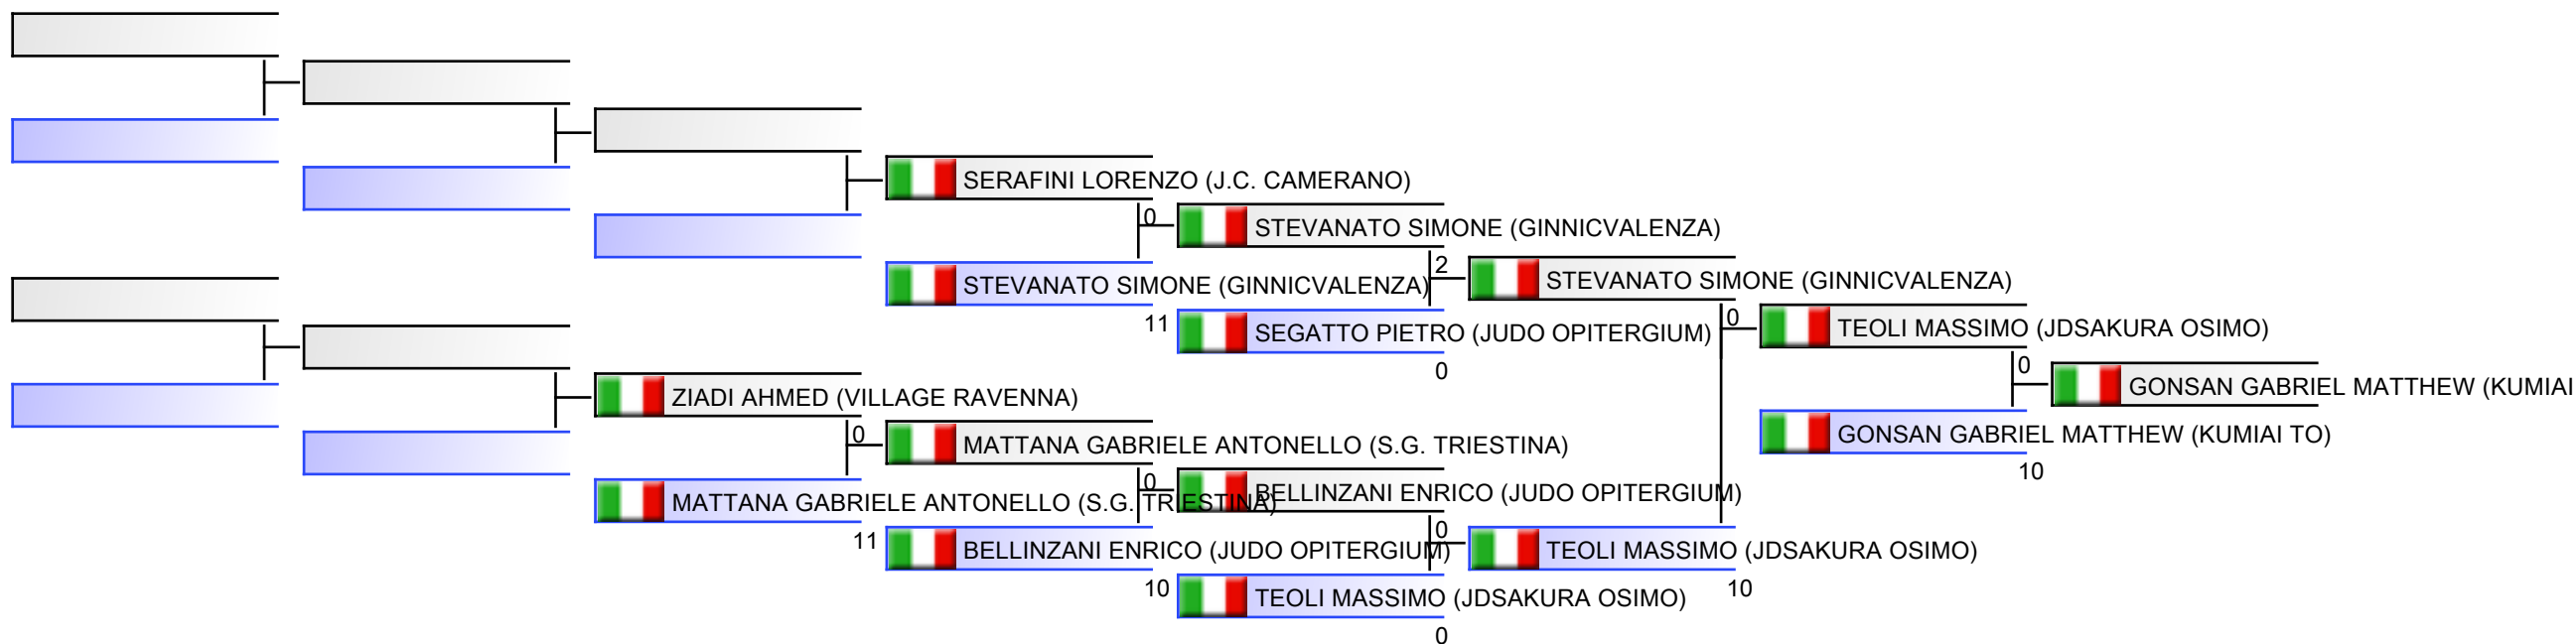 SERAFINI LORENZO (J.C. CAMERANO)
0
STEVANATO SIMONE (GINNICVALENZA)
STEVANATO SIMONE (GINNICVALENZA)
11
2
STEVANATO SIMONE (GINNICVALENZA)
SEGATTO PIETRO (JUDO OPITERGIUM)
0
0
TEOLI MASSIMO (JDSAKURA OSIMO)
0
GONSAN GABRIEL MATTHEW (KUMIAI
GONSAN GABRIEL MATTHEW (KUMIAI TO)
10
ZIADI AHMED (VILLAGE RAVENNA)
0
MATTANA GABRIELE ANTONELLO (S.G. TRIESTINA)
MATTANA GABRIELE ANTONELLO (S.G. TRIESTINA)
11
0
BELLINZANI ENRICO (JUDO OPITERGIUM)
BELLINZANI ENRICO (JUDO OPITERGIUM)
10
0
TEOLI MASSIMO (JDSAKURA OSIMO)
10
TEOLI MASSIMO (JDSAKURA OSIMO)
0